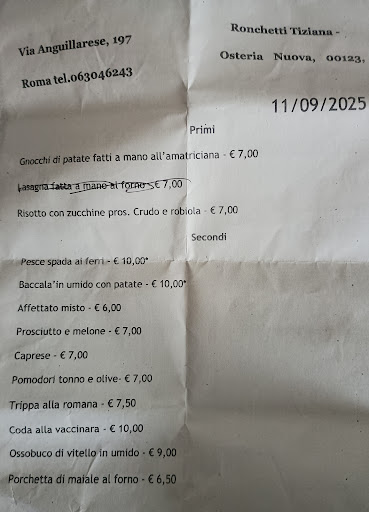 Via Anguillarese, 197
Roma tel.063046243
Ronchetti Tiziana -
Osteria Nuova, 00123,
11/09/2025
Primi
Gnocchi di patate fatti a mano all'amatriciana - € 7,00
Lasagna fatta a mano al forno - € 7,00
Risotto con zucchine pros. Crudo e robiola - € 7,00
Secondi
Pesce spada ai ferri - € 10,00*
Baccala'in umido con patate - € 10,00*
Affettato misto - € 6,00
Prosciutto e melone - € 7,00
Caprese - € 7,00
Pomodori tonno e olive- € 7,00
Trippa alla romana - € 7,50
Coda alla vaccinara - € 10,00
Ossobuco di vitello in umido - € 9,00
Porchetta di maiale al forno - € 6,50